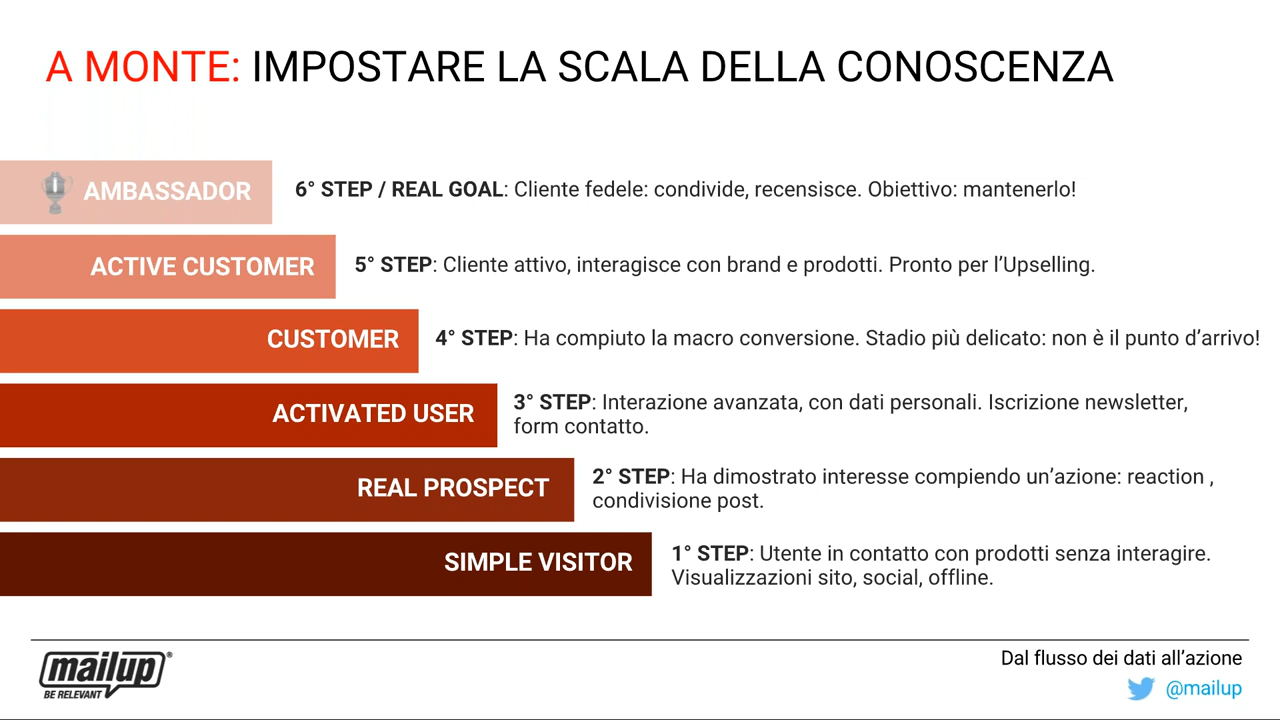 A MONTE: IMPOSTARE LA SCALA DELLA CONOSCENZA
AMBASSADOR
6° STEP / REAL GOAL: Cliente fedele: condivide, recensisce. Obiettivo: mantenerlo!
ACTIVE CUSTOMER
5° STEP: Cliente attivo, interagisce con brand e prodotti. Pronto per l’Upselling.
CUSTOMER
4° STEP: Ha compiuto la macro conversione. Stadio più delicato: non è il punto d’arrivo!
ACTIVATED USER
3° STEP: Interazione avanzata, con dati personali. Iscrizione newsletter,
form contatto.
REAL PROSPECT
2° STEP: Ha dimostrato interesse compiendo un’azione: reaction ,
condivisione post.
SIMPLE VISITOR
1° STEP: Utente in contatto con prodotti senza interagire.
Visualizzazioni sito, social, offline.
mailup®
BE RELEVANT
Dal flusso dei dati all’azione
@mailup